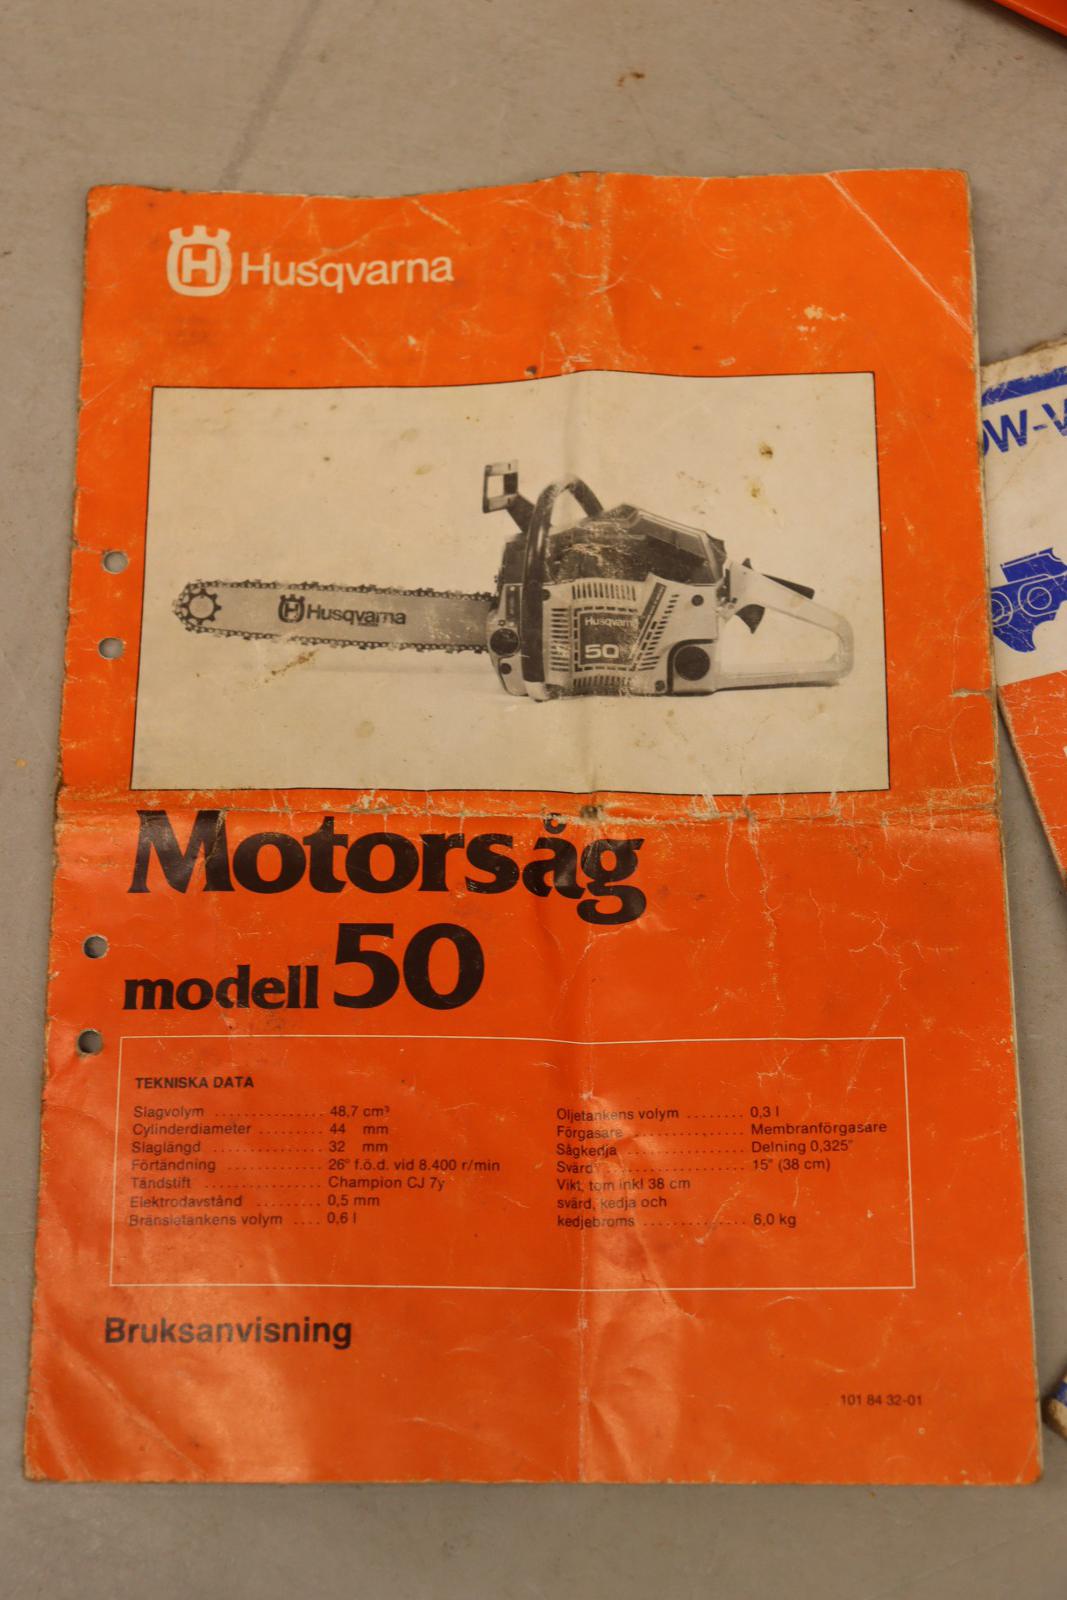 Husqvarna
Husqvarna
Husqvarna
50
Motorsåg
modell 50
TEKNISKA DATA
Slagvolym .............. 48,7 cm³
Cylinderdiameter ......... 44 mm
Slaglängd .............. 32 mm
Förtändning ............. 26° f.ö.d. vid 8.400 r/min
Tändstift ............... Champion CJ 7y
Elektrodavstånd .......... 0,5 mm
Bränsletankens volym .... 0,6 l
Oljetankens volym ........ 0,3 l
Förgasare ............... Membranförgasare
Sågkedja ............... Delning 0,325"
Svärd ................... 15" (38 cm)
Vikt, tom inkl 38 cm
svärd, kedja och
kedjebroms .............. 6,0 kg
Bruksanvisning
101 84 32-01
OW-V